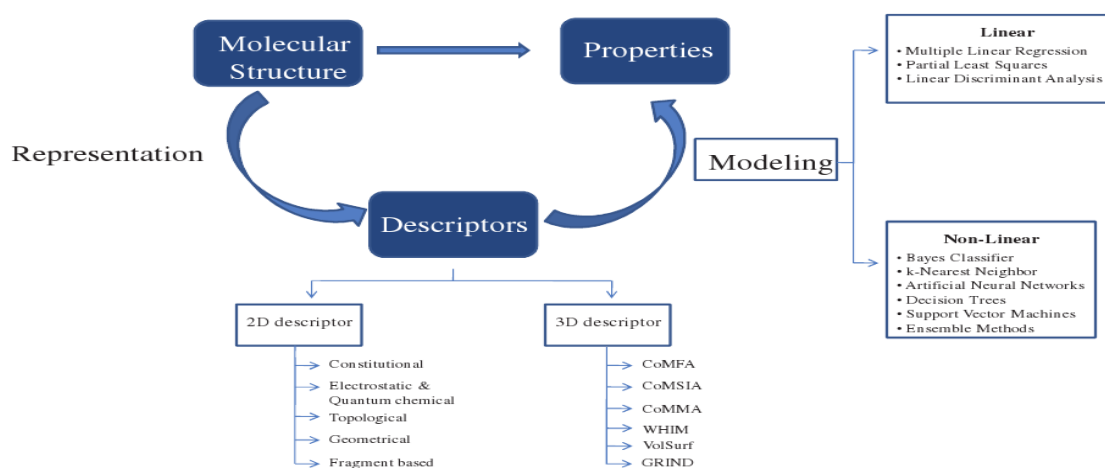 Molecular
Structure
Properties
Representation
Descriptors
Modeling
Linear
• Multiple Linear Regression
• Partial Least Squares
• Linear Discriminant Analysis
Non-Linear
• Bayes Classifier
• k-Nearest Neighbor
• Artificial Neural Networks
• Decision Trees
• Support Vector Machines
• Ensemble Methods
2D descriptor
Constitutional
Electrostatic &
Quantum chemical
Topological
Geometrical
Fragment based
3D descriptor
CoMFA
CoMSIA
CoMMA
WHIM
VolSurf
GRIND